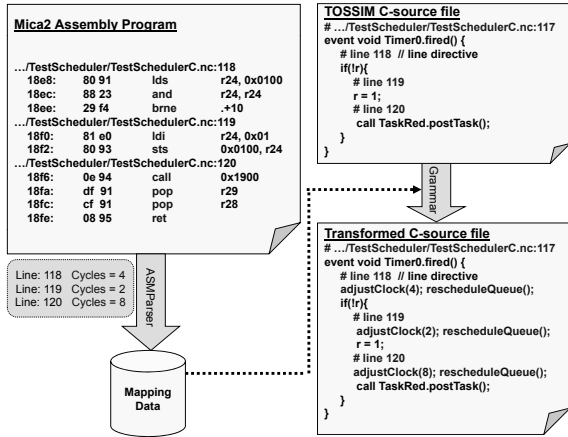 Mica2 Assembly Program
…/TestScheduler/TestSchedulerC.nc:118
18e8: 80 91 lds r24, 0x0100
18ec: 88 23 and r24, r24
18ee: 29 f4 brne .+10
…/TestScheduler/TestSchedulerC.nc:119
18f0: 81 e0 ldi r24, 0x01
18f2: 80 93 sts 0x0100, r24
…/TestScheduler/TestSchedulerC.nc:120
18f6: 0e 94 call 0x1900
18fa: df 91 pop r29
18fc: cf 91 pop r28
18fe: 08 95 ret
Line: 118 Cycles = 4
Line: 119 Cycles = 2
Line: 120 Cycles = 8
ASMParser
Mapping
Data
TOSSIM C-source file
# …/TestScheduler/TestSchedulerC.nc:117
event void Timer0.fired() {
# line 118 // line directive
if(!r){
# line 119
r = 1;
# line 120
call TaskRed.postTask();
}
}
Grammar
Transformed C-source file
# …/TestScheduler/TestSchedulerC.nc:117
event void Timer0.fired() {
# line 118 // line directive
adjustClock(4); rescheduleQueue();
if(!r){
# line 119
adjustClock(2); rescheduleQueue();
r = 1;
# line 120
adjustClock(8); rescheduleQueue();
call TaskRed.postTask();
}
}